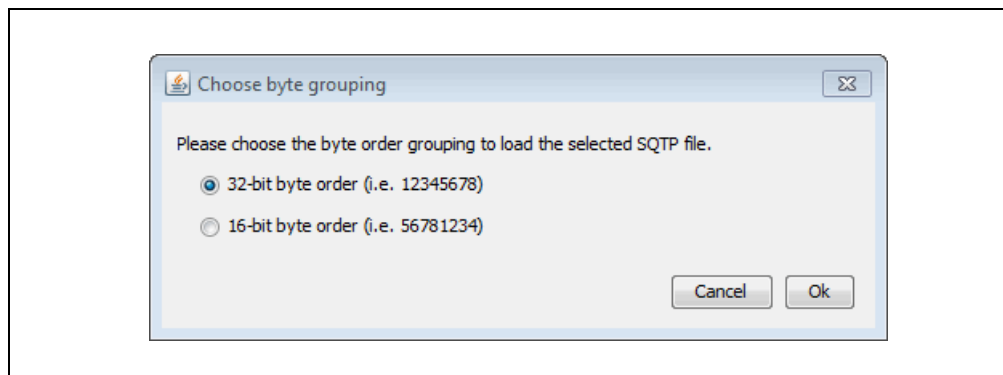 Choose byte grouping
Please choose the byte order grouping to load the selected SQTP file.
32-bit byte order (i.e. 12345678)
16-bit byte order (i.e. 56781234)
Cancel Ok